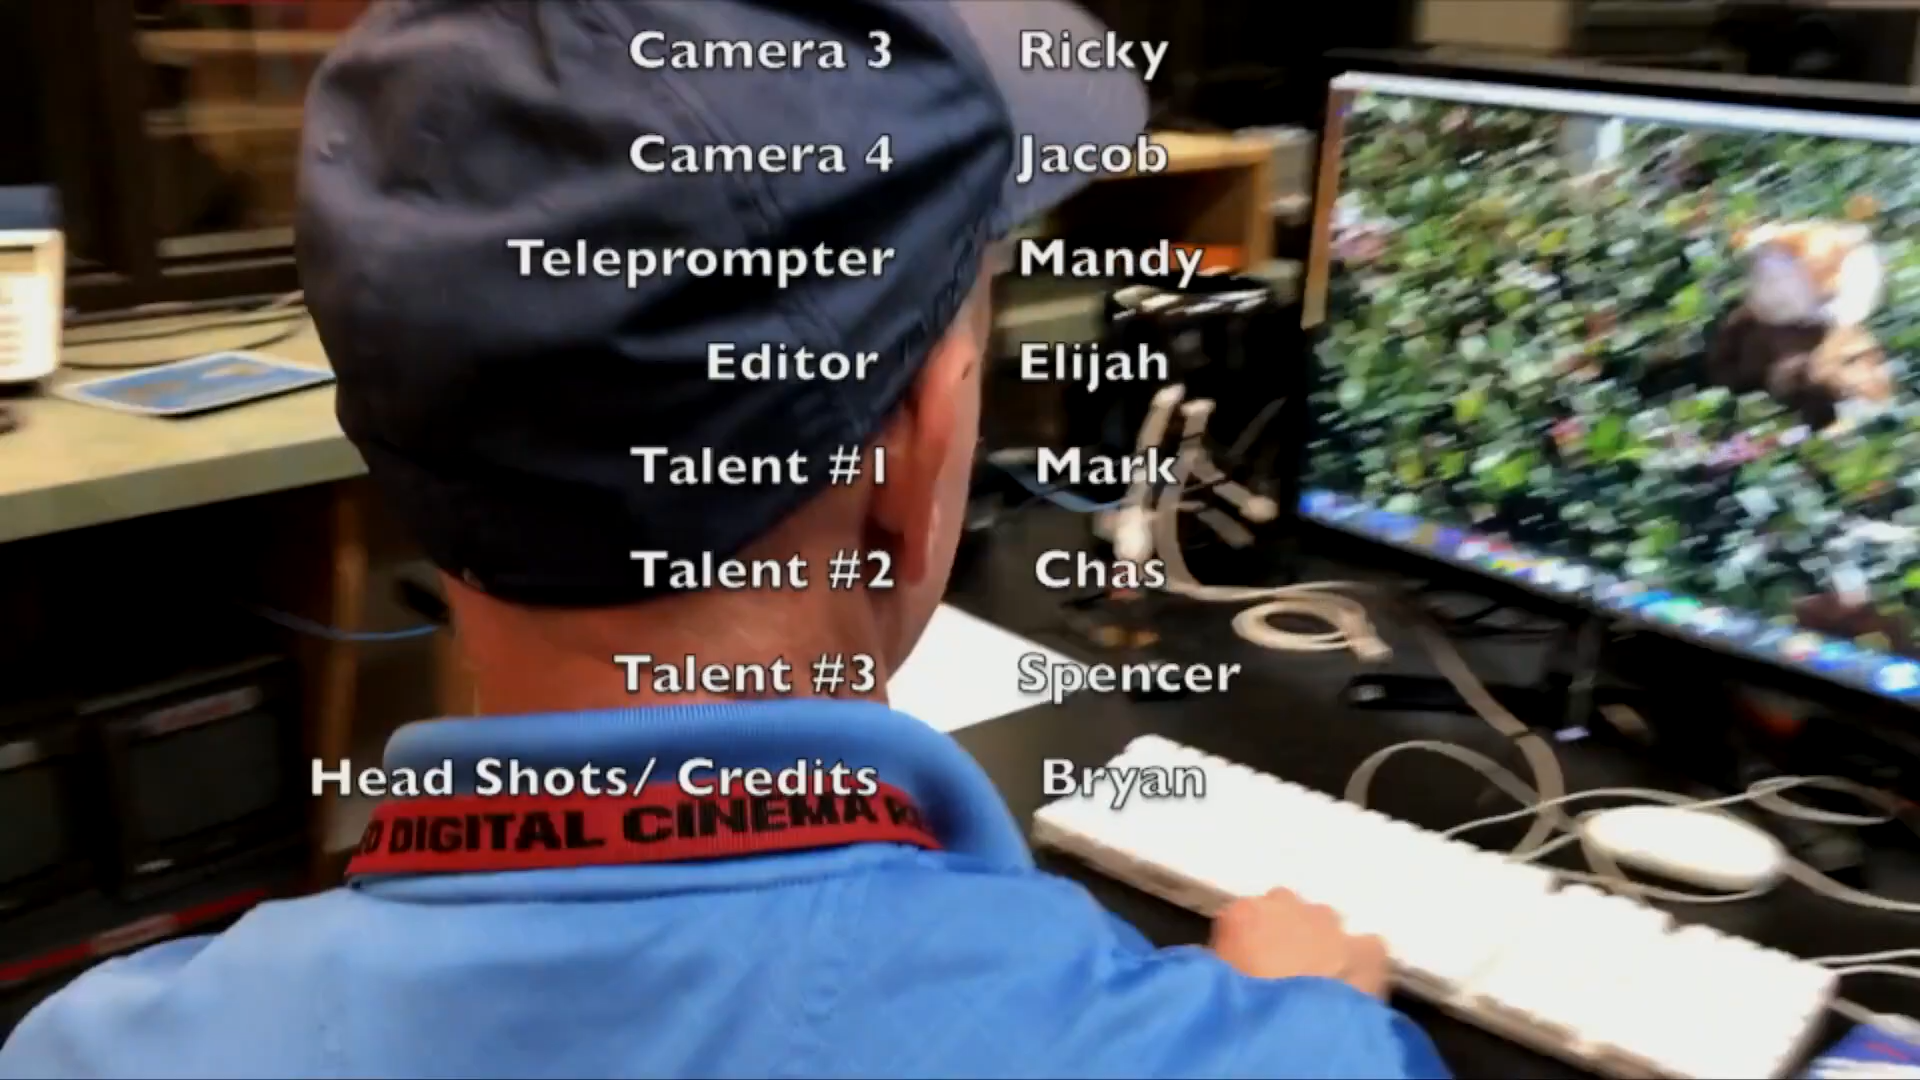 Camera 3 Ricky
Camera 4 Jacob
Teleprompter Mandy
Editor Elijah
Talent #1 Mark
Talent #2 Chas
Talent #3 Spencer
Head Shots/ Credits Bryan
DIGITAL CINEMA